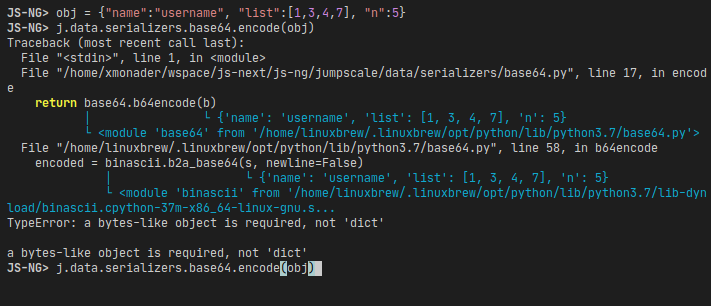 JS-NG> obj = {"name":"username", "list":[1,3,4,7], "n":5}
JS-NG> j.data.serializers.base64.encode(obj)
Traceback (most recent call last):
  File "<stdin>", line 1, in <module>
  File "/home/xmonader/wspace/js-next/js-ng/jumpscale/data/serializers/base64.py", line 17, in encod
e
    return base64.b64encode(b)
           │                └ {'name': 'username', 'list': [1, 3, 4, 7], 'n': 5}
           └ <module 'base64' from '/home/linuxbrew/.linuxbrew/opt/python/lib/python3.7/base64.py'>
  File "/home/linuxbrew/.linuxbrew/opt/python/lib/python3.7/base64.py", line 58, in b64encode
    encoded = binascii.b2a_base64(s, newline=False)
              │                   └ {'name': 'username', 'list': [1, 3, 4, 7], 'n': 5}
              └ <module 'binascii' from '/home/linuxbrew/.linuxbrew/opt/python/lib/python3.7/lib-dyn
load/binascii.cpython-37m-x86_64-linux-gnu.s...
TypeError: a bytes-like object is required, not 'dict'

a bytes-like object is required, not 'dict'
JS-NG> j.data.serializers.base64.encode(obj)